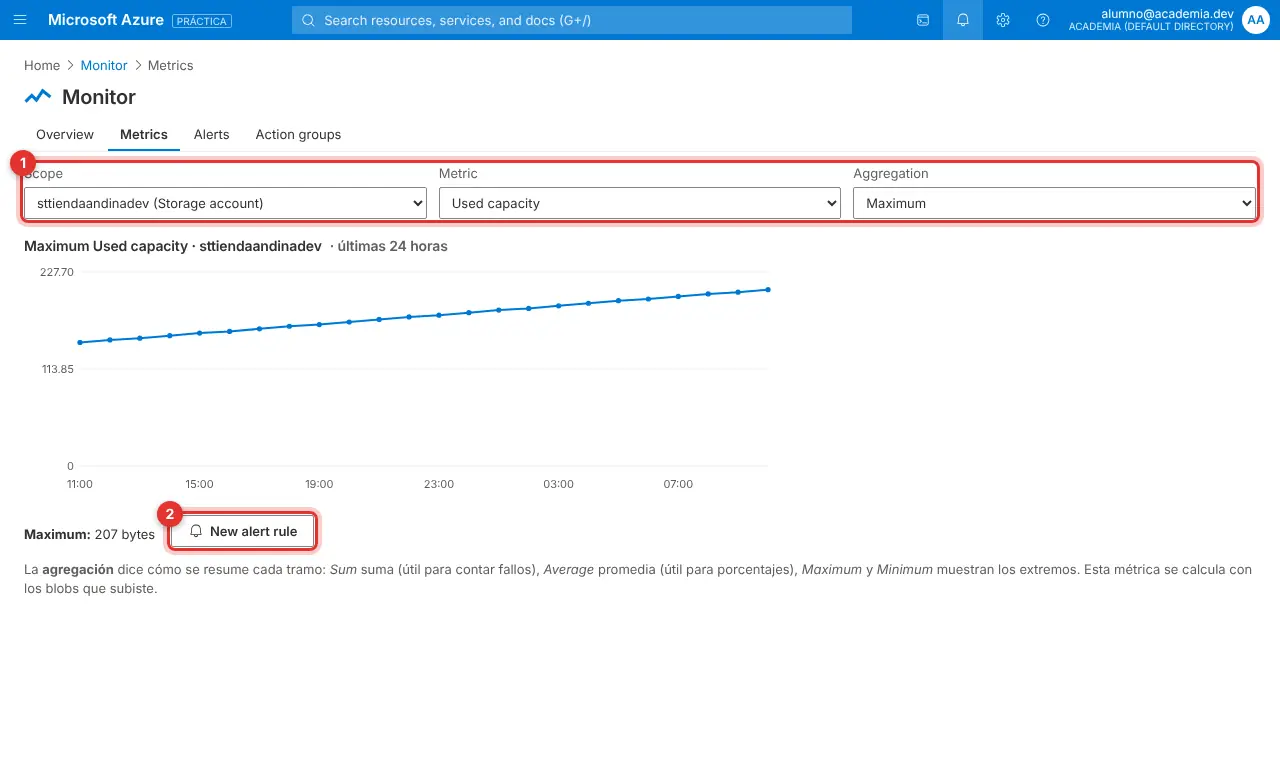 Microsoft Azure PRÁCTICA
Search resources, services, and docs (G+/)
alumno@academia.dev
ACADEMIA (DEFAULT DIRECTORY)
AA
Home > Monitor > Metrics
Monitor
Overview Metrics Alerts Action groups
1
Scope Metric Aggregation
sttiendaandinadev (Storage account) Used capacity Maximum
Maximum Used capacity · sttiendaandinadev · últimas 24 horas
227.70
113.85
0
11:00 15:00 19:00 23:00 03:00 07:00
2
Maximum: 207 bytes New alert rule
La agregación dice cómo se resume cada tramo: Sum suma (útil para contar fallos), Average promedia (útil para porcentajes), Maximum y Minimum muestran los extremos. Esta métrica se calcula con
los blobs que subiste.